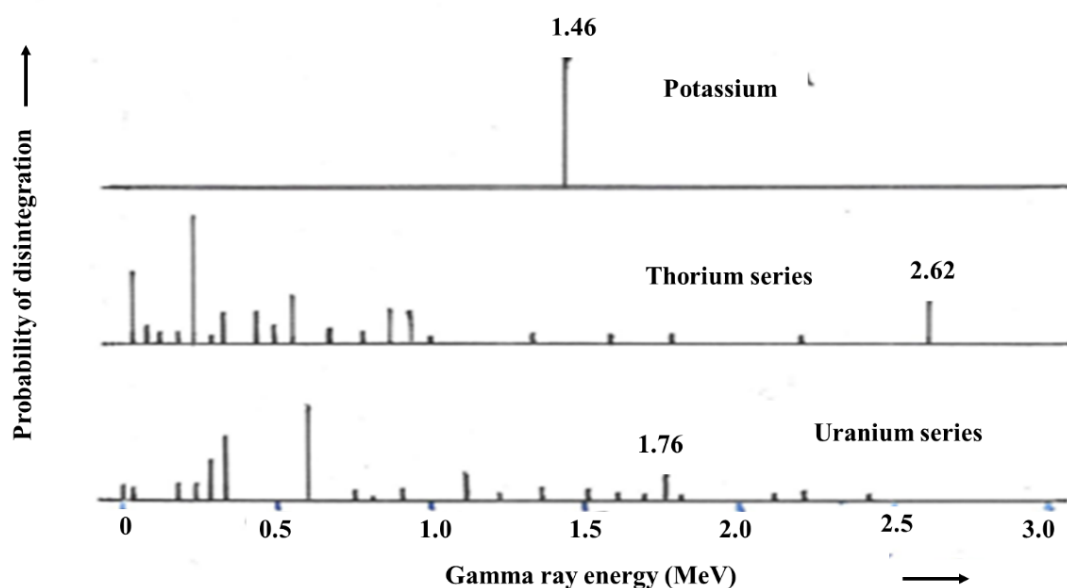 1.46
Potassium
Probability of disintegration
2.62
Thorium series
1.76
Uranium series
0 0.5 1.0 1.5 2.0 2.5 3.0
Gamma ray energy (MeV)